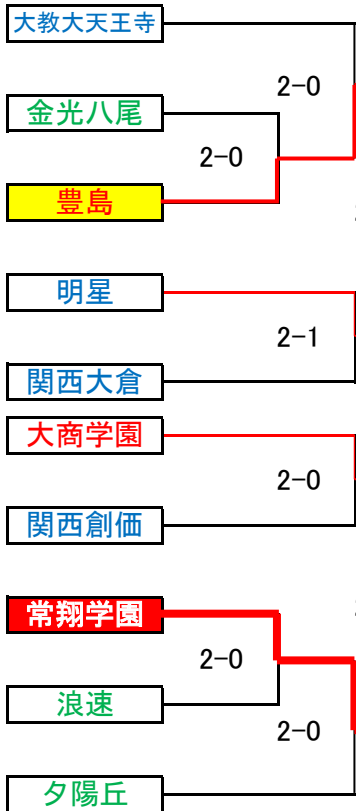 大教大天王寺
2-0
金光八尾
2-0
豊島
明星
2-1
関西大倉
大商学園
2-0
関西創価
常翔学園
2-0
浪速
2-0
夕陽丘